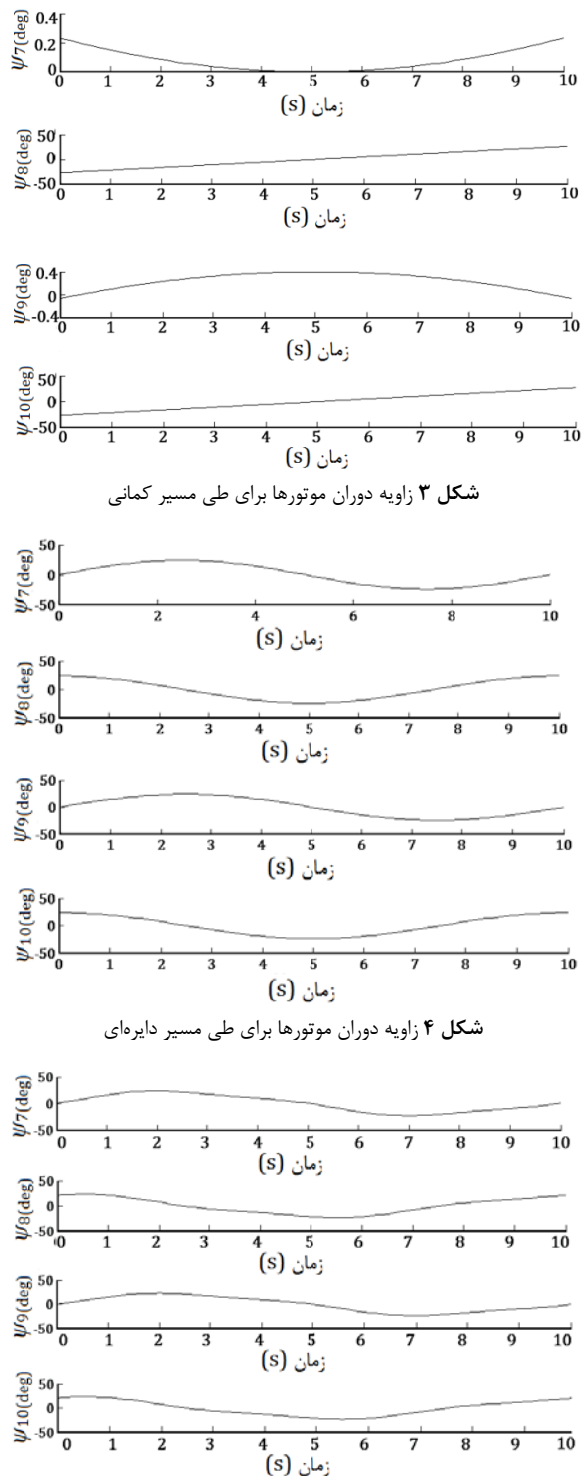 ψ7(deg)
0.4
0.2
0
0 1 2 3 4 5 6 7 8 9 10
زمان (s)
ψ8(deg)
50
0
-50
0 1 2 3 4 5 6 7 8 9 10
زمان (s)
ψ9(deg)
0.4
0
-0.4
0 1 2 3 4 5 6 7 8 9 10
زمان (s)
ψ10(deg)
50
0
-50
0 1 2 3 4 5 6 7 8 9 10
زمان (s)
شکل ۳ زاویه دوران موتورها برای طی مسیر کمانی
ψ7(deg)
50
0
-50
0 2 4 6 8 10
زمان (s)
ψ8(deg)
50
0
-50
0 1 2 3 4 5 6 7 8 9 10
زمان (s)
ψ9(deg)
50
0
-50
0 1 2 3 4 5 6 7 8 9 10
زمان (s)
ψ10(deg)
50
0
-50
0 1 2 3 4 5 6 7 8 9 10
زمان (s)
شکل ۴ زاویه دوران موتورها برای طی مسیر دایره‌ای
ψ7(deg)
50
0
-50
0 1 2 3 4 5 6 7 8 9 10
زمان (s)
ψ8(deg)
50
0
-50
0 1 2 3 4 5 6 7 8 9 10
زمان (s)
ψ9(deg)
50
0
-50
0 1 2 3 4 5 6 7 8 9 10
زمان (s)
ψ10(deg)
50
0
-50
0 1 2 3 4 5 6 7 8 9 10
زمان (s)